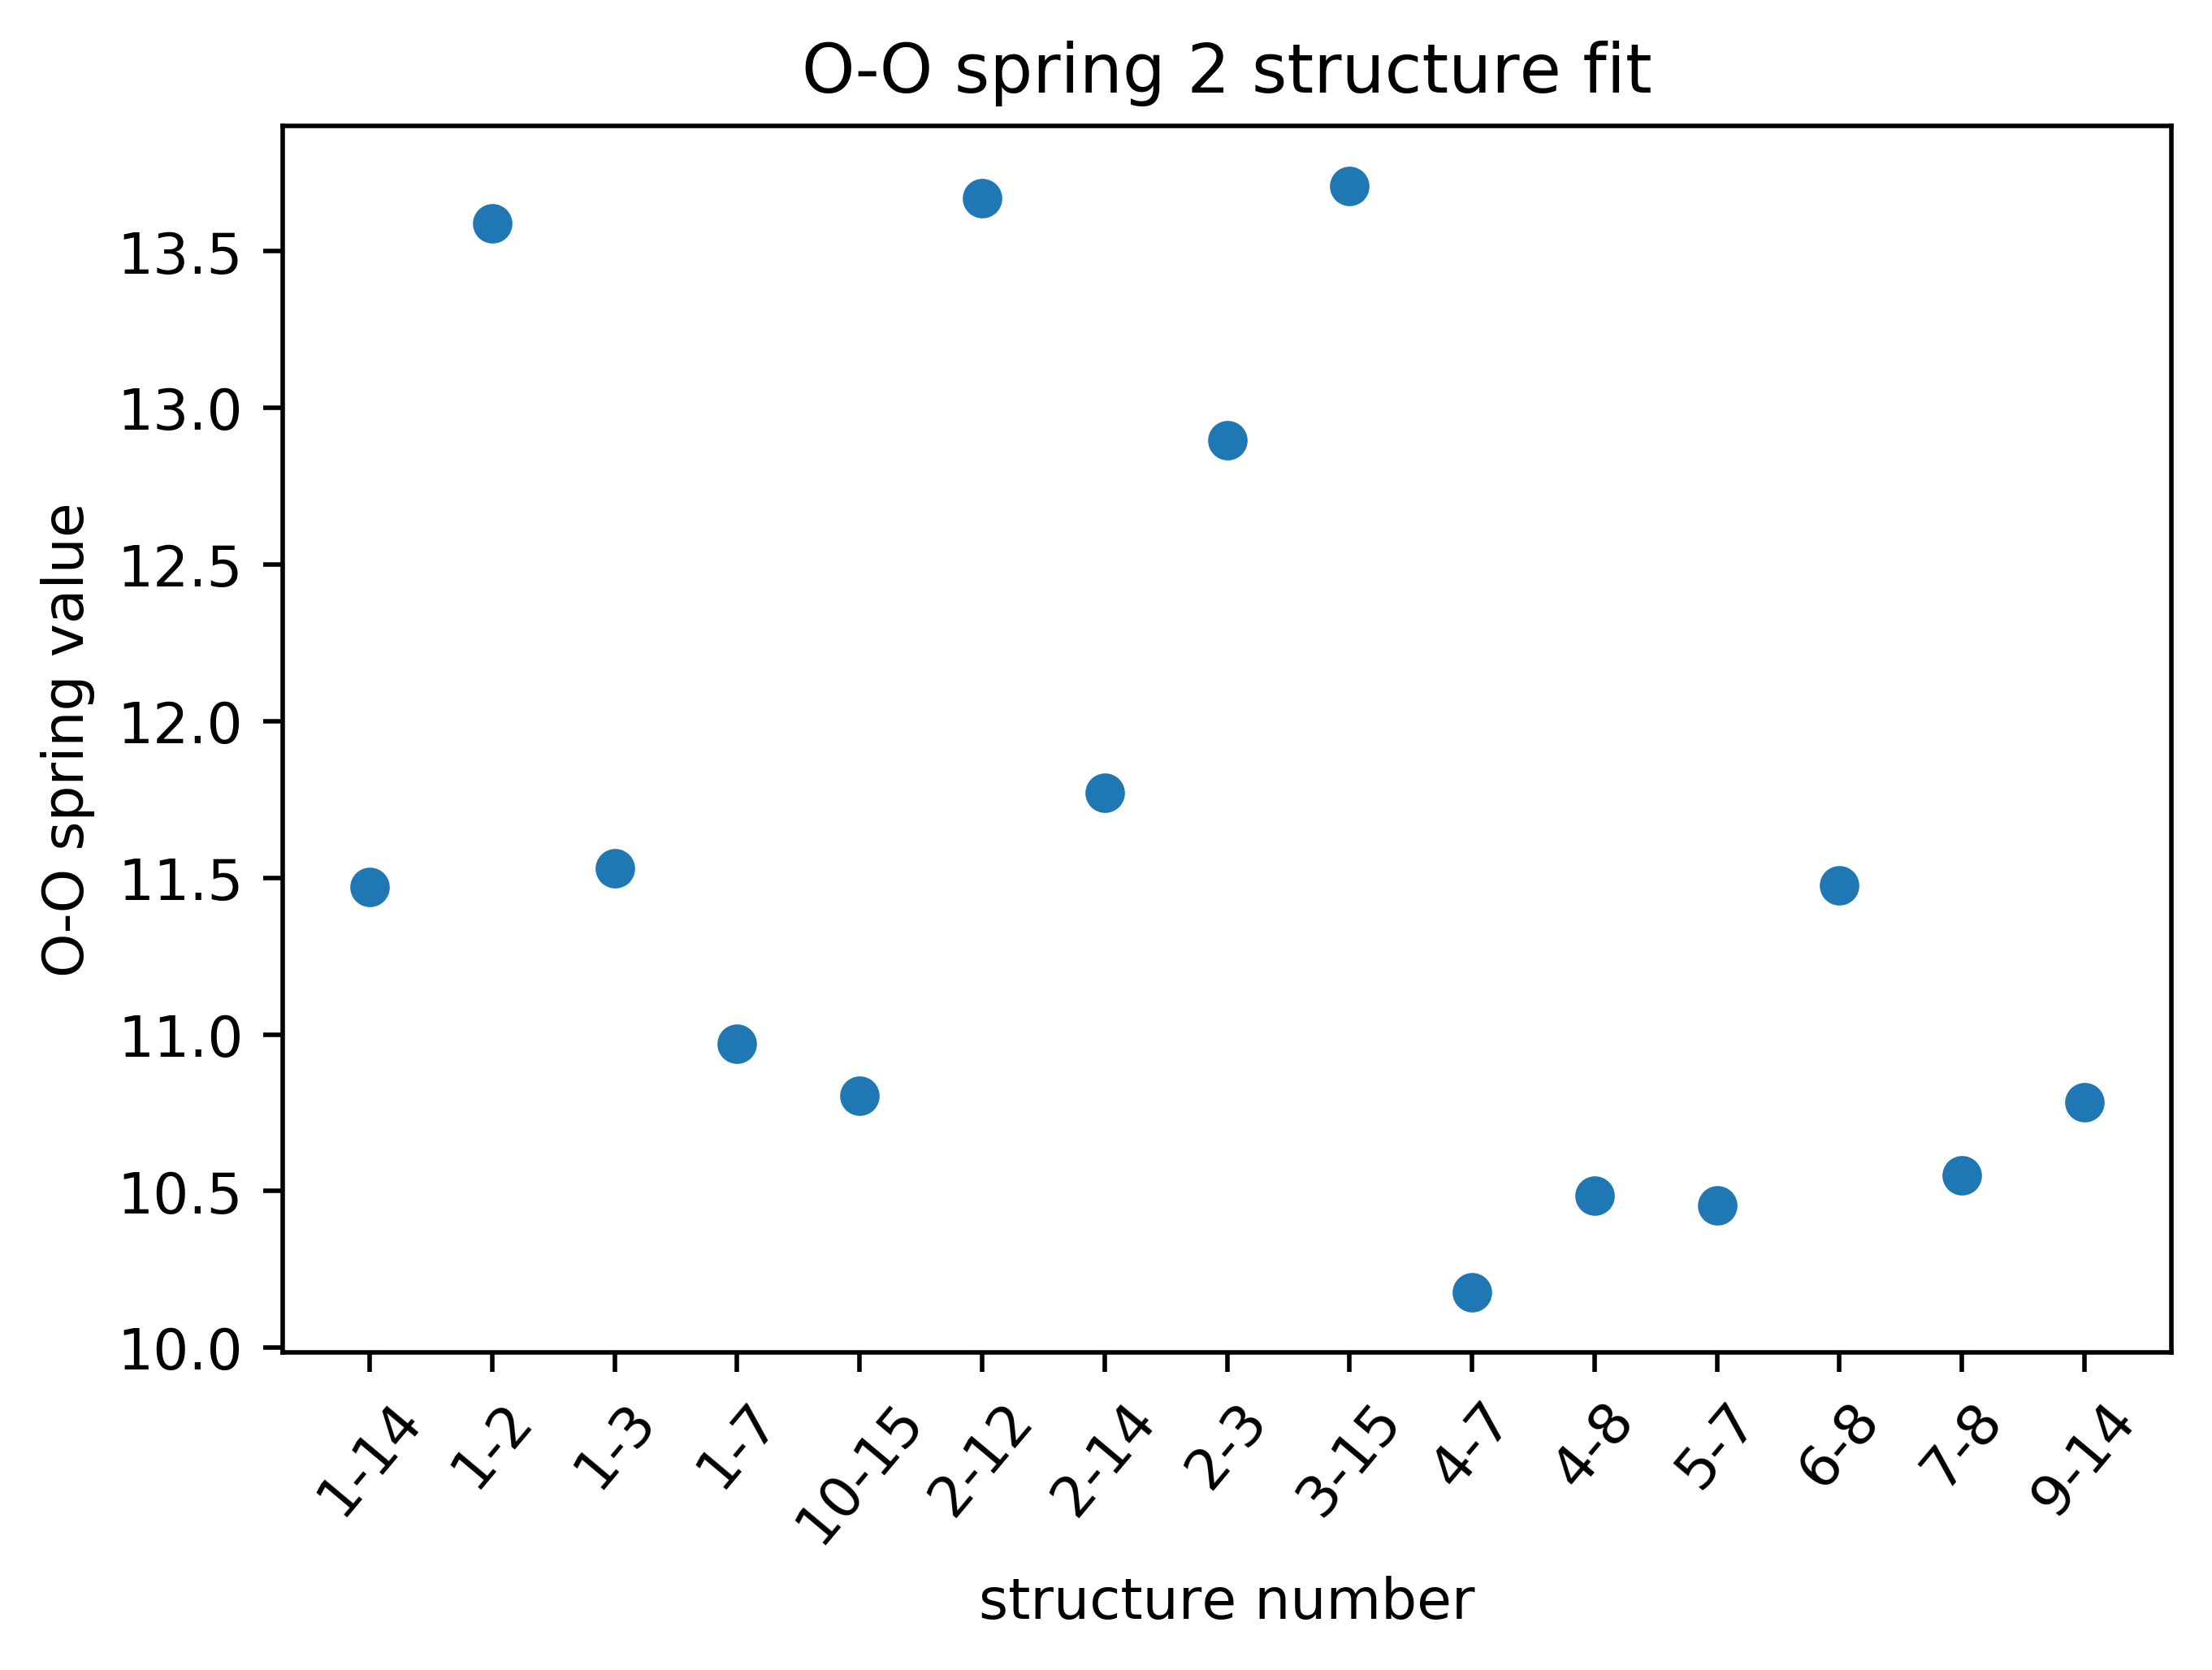 O-O spring 2 structure fit
O-O spring value
13.5
13.0
12.5
12.0
11.5
11.0
10.5
10.0
1-14 1-2 1-3 1-7 10-15 2-12 2-14 2-3 3-15 4-7 4-8 5-7 6-8 7-8 9-14
structure number